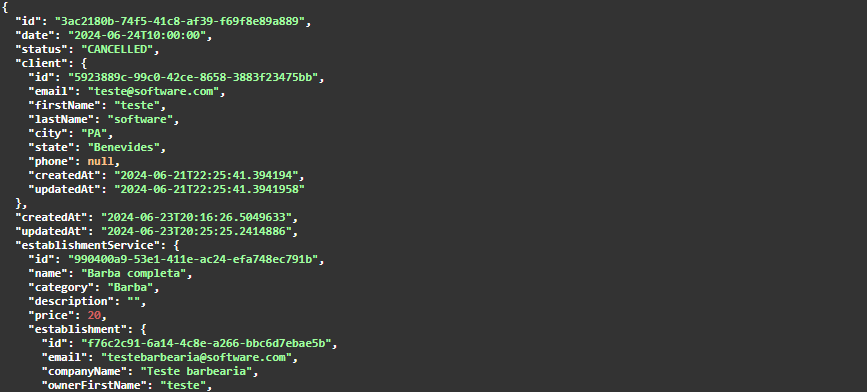 {
  "id": "3ac2180b-74f5-41c8-af39-f69f8e89a889",
  "date": "2024-06-24T10:00:00",
  "status": "CANCELLED",
  "client": {
    "id": "5923889c-99c0-42ce-8658-3883f23475bb",
    "email": "teste@software.com",
    "firstName": "teste",
    "lastName": "software",
    "city": "PA",
    "state": "Benevides",
    "phone": null,
    "createdAt": "2024-06-21T22:25:41.394194",
    "updatedAt": "2024-06-21T22:25:41.3941958"
  },
  "createdAt": "2024-06-23T20:16:26.5049633",
  "updatedAt": "2024-06-23T20:25:25.2414886",
  "establishmentService": {
    "id": "990400a9-53e1-411e-ac24-efa748ec791b",
    "name": "Barba completa",
    "category": "Barba",
    "description": "",
    "price": 20,
    "establishment": {
      "id": "f76c2c91-6a14-4c8e-a266-bbc6d7ebae5b",
      "email": "testebarbearia@software.com",
      "companyName": "Teste barbearia",
      "ownerFirstName": "teste",